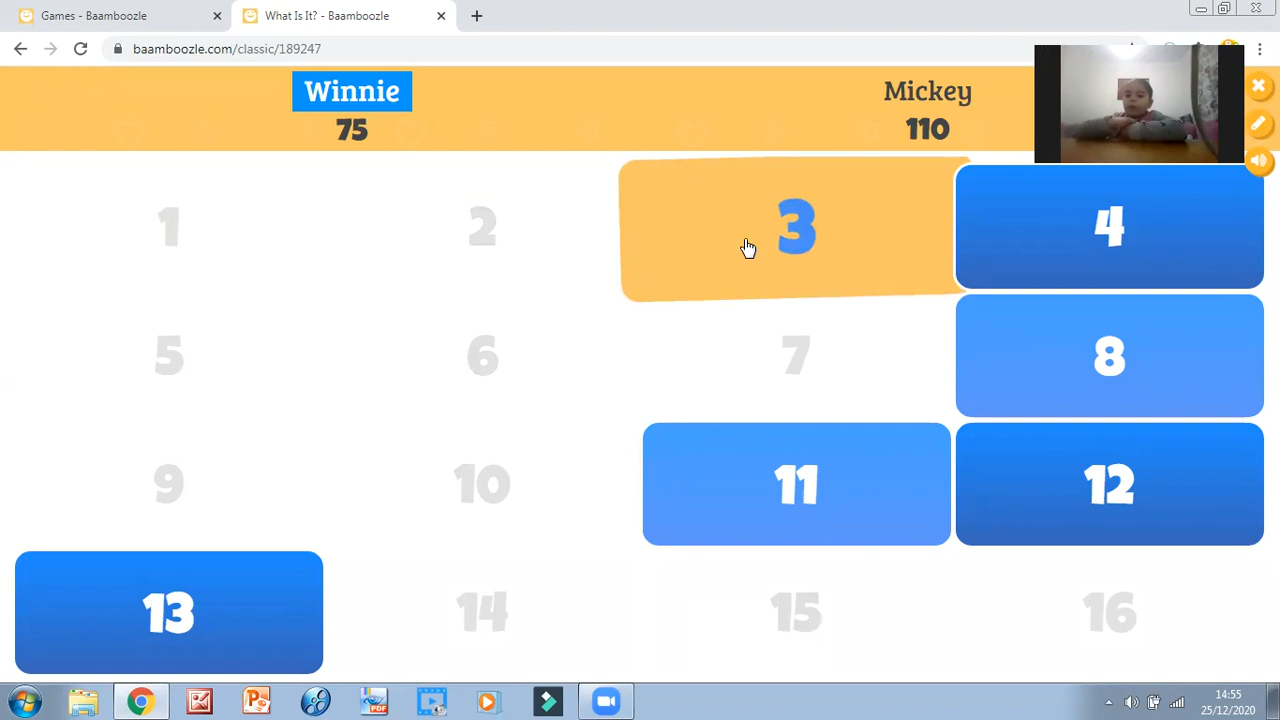 Games - Baamboozle
What Is It? - Baamboozle
baamboozle.com/classic/189247
Winnie
75
Mickey
110
1 2 3 4
5 6 7 8
9 10 11 12
13 14 15 16
14:55
25/12/2020